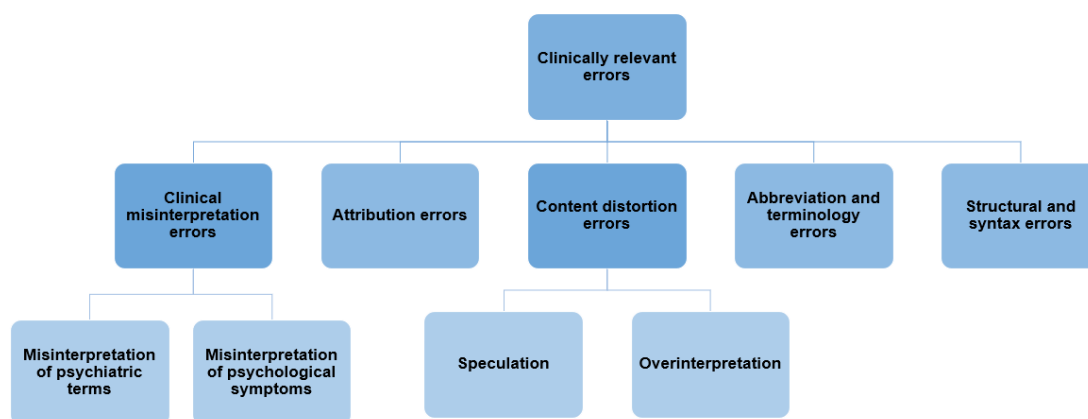 Clinically relevant
errors
Clinical
misinterpretation
errors
Attribution errors
Content distortion
errors
Abbreviation and
terminology
errors
Structural and
syntax errors
Misinterpretation
of psychiatric
terms
Misinterpretation
of psychological
symptoms
Speculation
Overinterpretation